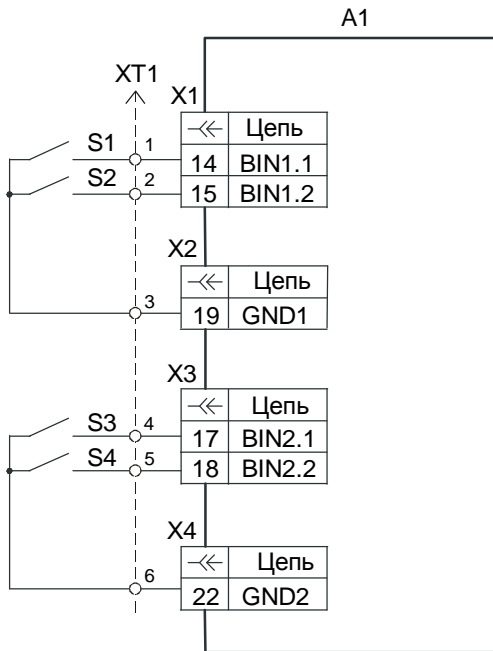 A1
XT1
X1
Цепь
S1 1 14 BIN1.1
S2 2 15 BIN1.2
X2
Цепь
3 19 GND1
X3
Цепь
S3 4 17 BIN2.1
S4 5 18 BIN2.2
X4
Цепь
6 22 GND2